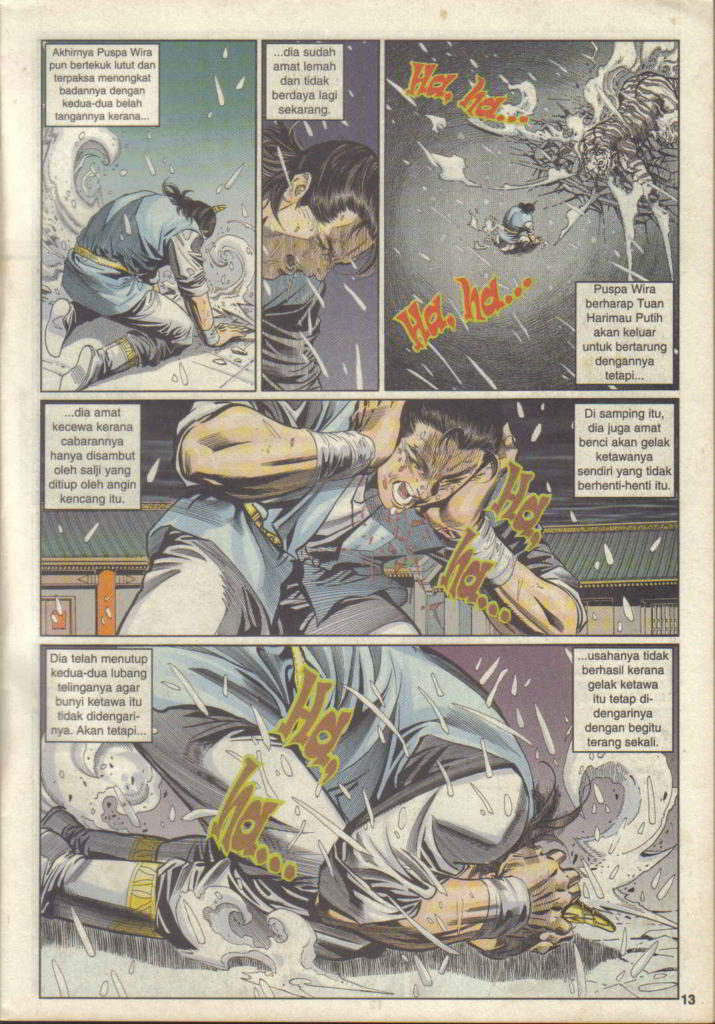 Akhirnya Puspa Wira
pun bertekuk lutut dan
terpaksa menongkat
badannya dengan
kedua-dua belah
tangannya kerana...
...dia sudah
amat lemah
dan tidak
berdaya lagi
sekarang.
Ha, ha...
Ha, ha...
Puspa Wira
berharap Tuan
Harimau Putih
akan keluar
untuk bertarung
dengannya
tetapi...
...dia amat
kecewa kerana
cabarannya
hanya disambut
oleh salji yang
ditiup oleh angin
kencang itu.
Di samping itu,
dia juga amat
benci akan gelak
ketawanya
sendiri yang tidak
berhenti-henti itu.
Ha,
ha...
Dia telah menutup
kedua-dua lubang
telinganya agar
bunyi ketawa itu
tidak didengari-
nya. Akan tetapi...
Ha,
ha...
...usahanya tidak
berhasil kerana
gelak ketawa
itu tetap di-
dengarinya
dengan begitu
terang sekali.
13